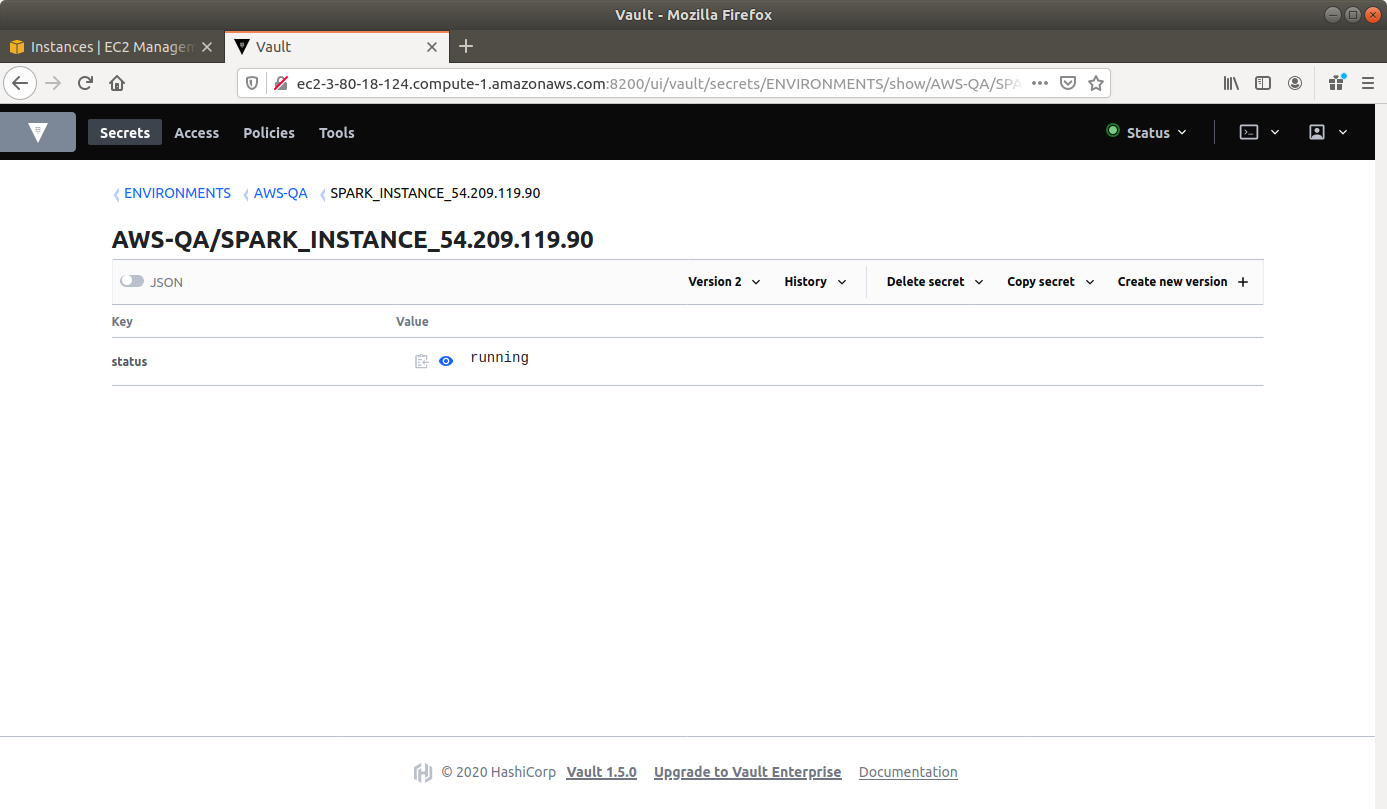 Vault - Mozilla Firefox
Instances | EC2 Managem
Vault
ec2-3-80-18-124.compute-1.amazonaws.com:8200/ui/vault/secrets/ENVIRONMENTS/show/AWS-QA/SPA
Secrets Access Policies Tools Status
ENVIRONMENTS AWS-QA SPARK_INSTANCE_54.209.119.90
AWS-QA/SPARK_INSTANCE_54.209.119.90
JSON Version 2 History Delete secret Copy secret Create new version +
Key Value
status running
© 2020 HashiCorp Vault 1.5.0 Upgrade to Vault Enterprise Documentation